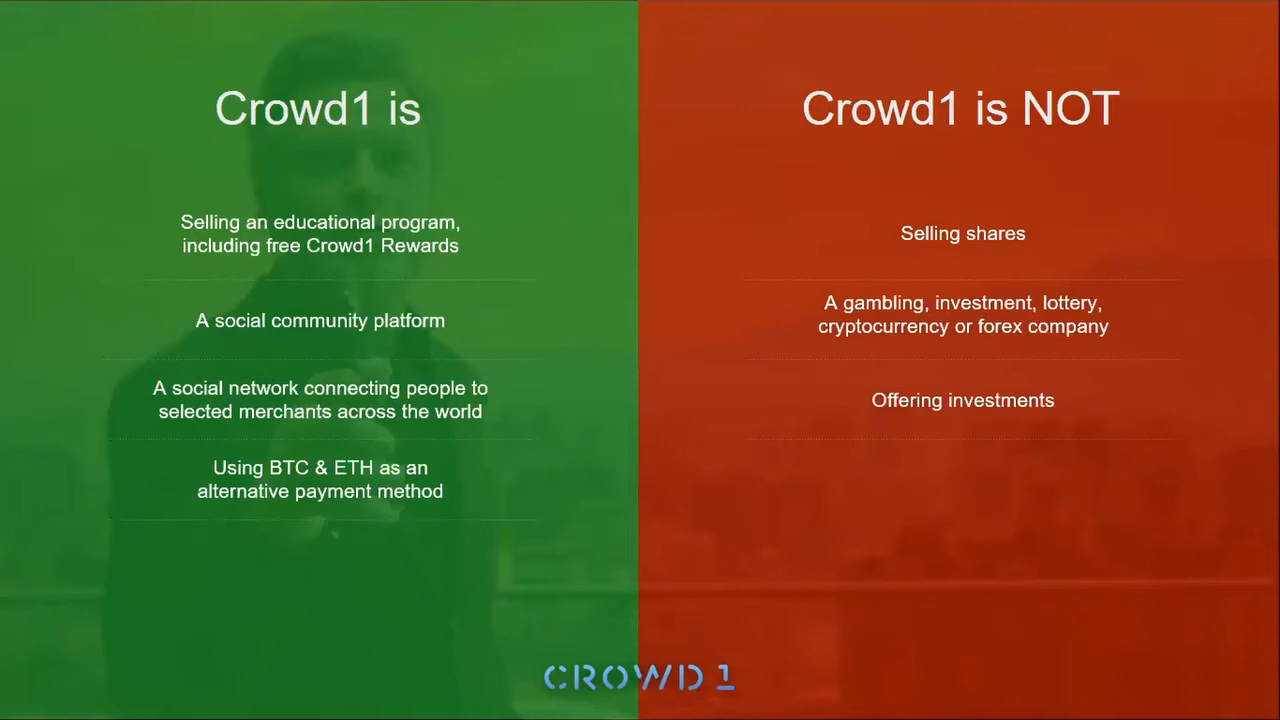 Crowd1 is
Selling an educational program,
including free Crowd1 Rewards
A social community platform
A social network connecting people to
selected merchants across the world
Using BTC & ETH as an
alternative payment method
Crowd1 is NOT
Selling shares
A gambling, investment, lottery,
cryptocurrency or forex company
Offering investments
CROWD 1